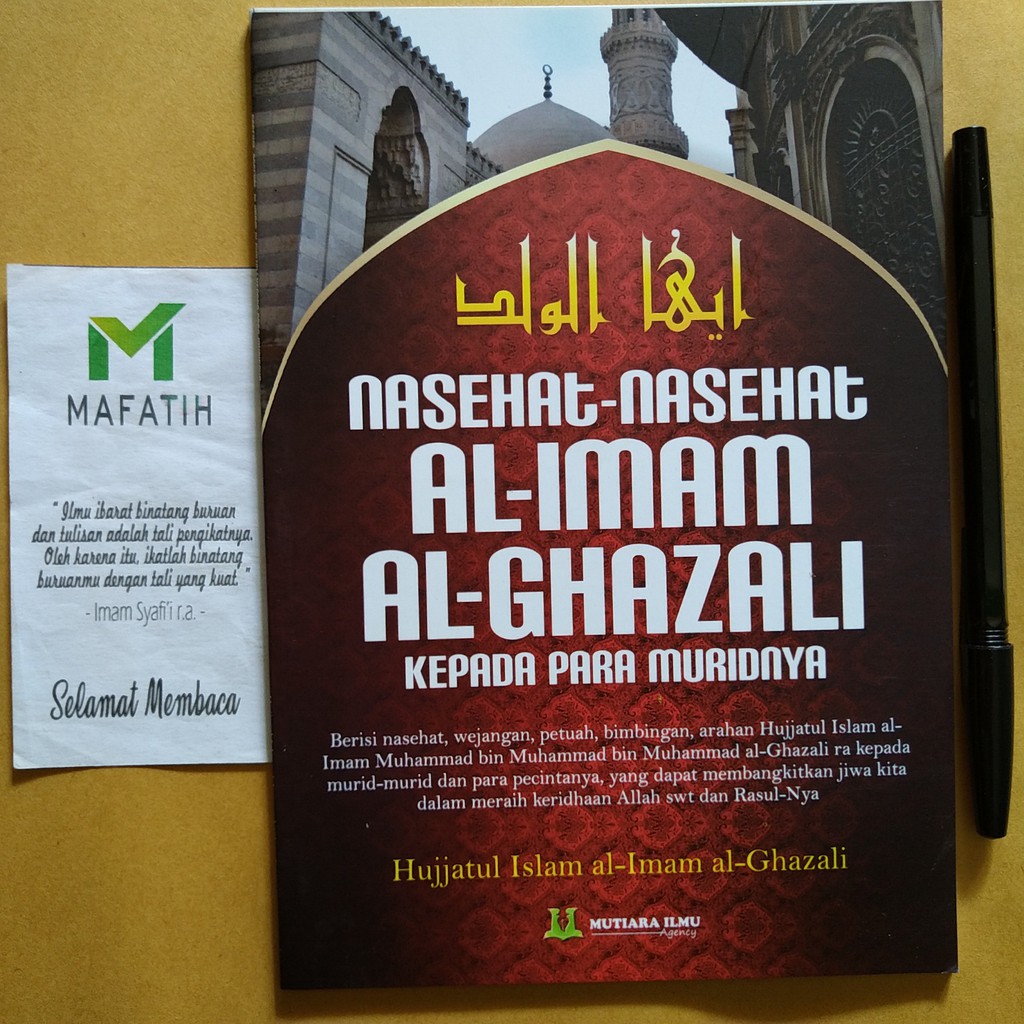 MAFATIH
" Ilmu ibarat binatang buruan
dan tulisan adalah tali pengikatnya.
Oleh karena itu, ikatlah binatang
buruanmu dengan tali yang kuat. "
- Imam Syafi'i r.a. -
Selamat Membaca
ايها الولد
NASEHAT-NASEHAT
AL-IMAM
AL-GHAZALI
KEPADA PARA MURIDNYA
Berisi nasehat, wejangan, petuah, bimbingan, arahan Hujjatul Islam al-
Imam Muhammad bin Muhammad bin Muhammad al-Ghazali ra kepada
murid-murid dan para pecintanya, yang dapat membangkitkan jiwa kita
dalam meraih keridhaan Allah swt dan Rasul-Nya
Hujjatul Islam al-Imam al-Ghazali
MUTIARA ILMU
Agency